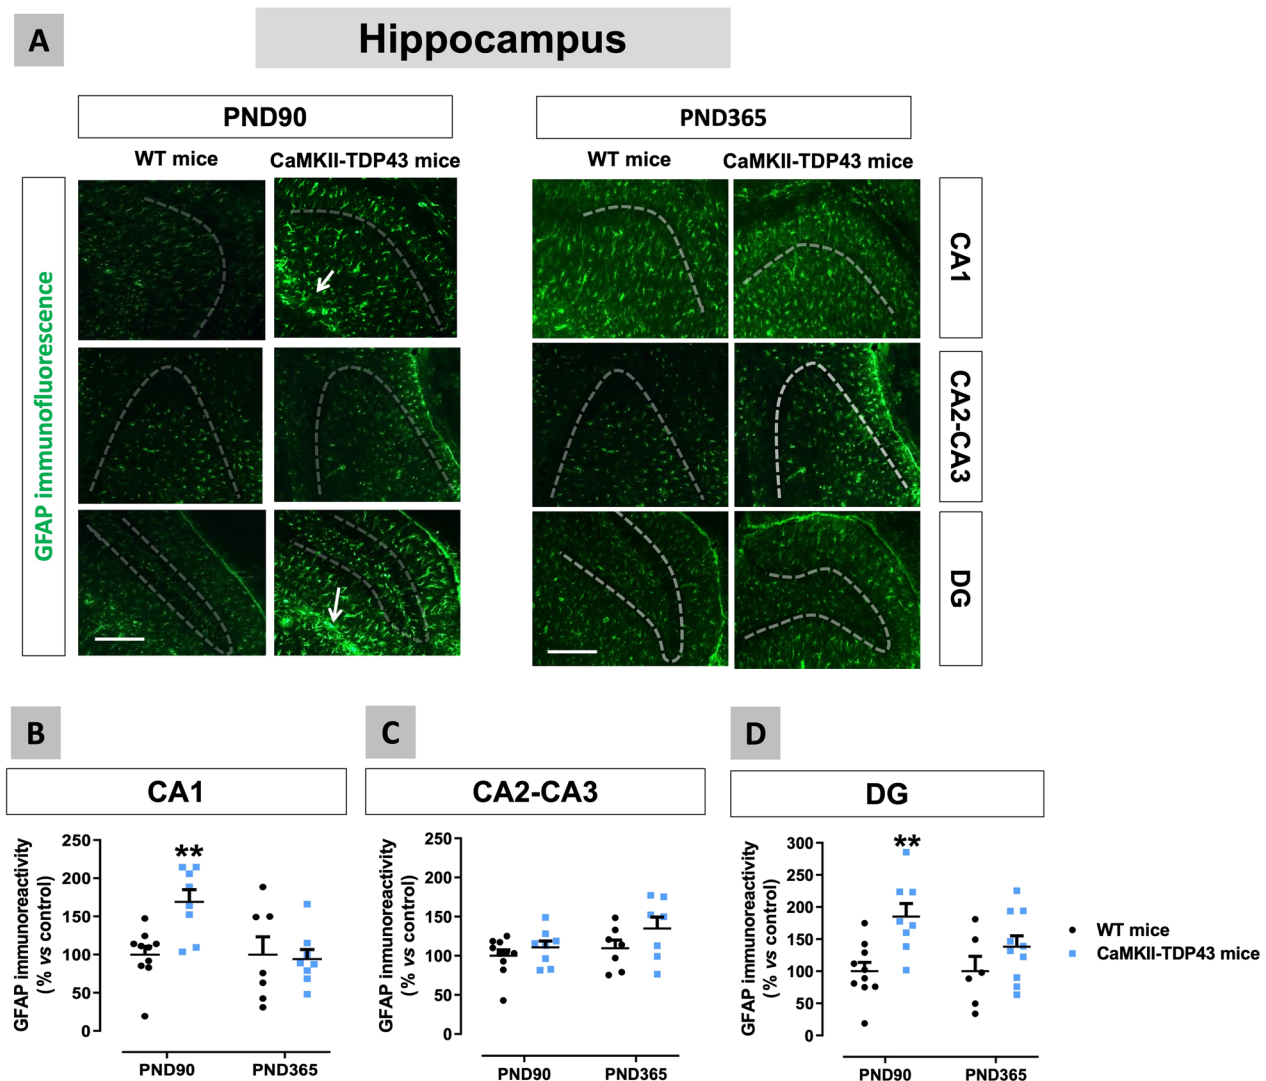 A
Hippocampus
PND90
PND365
WT mice
CaMKII-TDP43 mice
WT mice
CaMKII-TDP43 mice
GFAP immunofluorescence
CA1
CA2-CA3
DG
B
CA1
GFAP immunoreactivity
(% vs control)
250
200
150
100
50
0
**
PND90
PND365
C
CA2-CA3
GFAP immunoreactivity
(% vs control)
250
200
150
100
50
0
PND90
PND365
D
DG
GFAP immunoreactivity
(% vs control)
300
250
200
150
100
50
0
**
PND90
PND365
WT mice
CaMKII-TDP43 mice